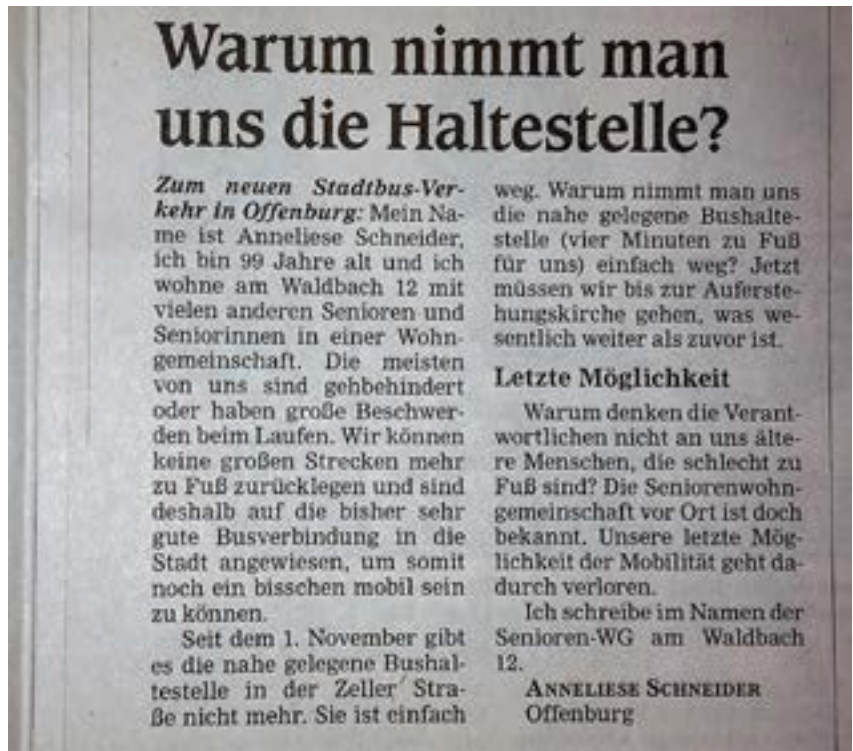 Warum nimmt man
uns die Haltestelle?
Zum neuen Stadtbus-Ver-
kehr in Offenburg: Mein Na-
me ist Anneliese Schneider,
ich bin 99 Jahre alt und ich
wohne am Waldbach 12 mit
vielen anderen Senioren und
Seniorinnen in einer Wohn-
gemeinschaft. Die meisten
von uns sind gehbehindert
oder haben große Beschwer-
den beim Laufen. Wir können
keine großen Strecken mehr
zu Fuß zurücklegen und sind
deshalb auf die bisher sehr
gute Busverbindung in die
Stadt angewiesen, um somit
noch ein bisschen mobil sein
zu können.
Seit dem 1. November gibt
es die nahe gelegene Bushal-
testelle in der Zeller Stra-
ße nicht mehr. Sie ist einfach
weg. Warum nimmt man uns
die nahe gelegene Bushalte-
stelle (vier Minuten zu Fuß
für uns) einfach weg? Jetzt
müssen wir bis zur Auferste-
hungskirche gehen, was we-
sentlich weiter als zuvor ist.
Letzte Möglichkeit
Warum denken die Verant-
wortlichen nicht an uns älte-
re Menschen, die schlecht zu
Fuß sind? Die Seniorenwohn-
gemeinschaft vor Ort ist doch
bekannt. Unsere letzte Mög-
lichkeit der Mobilität geht da-
durch verloren.
Ich schreibe im Namen der
Senioren-WG am Waldbach
12.
ANNELIESE SCHNEIDER
Offenburg